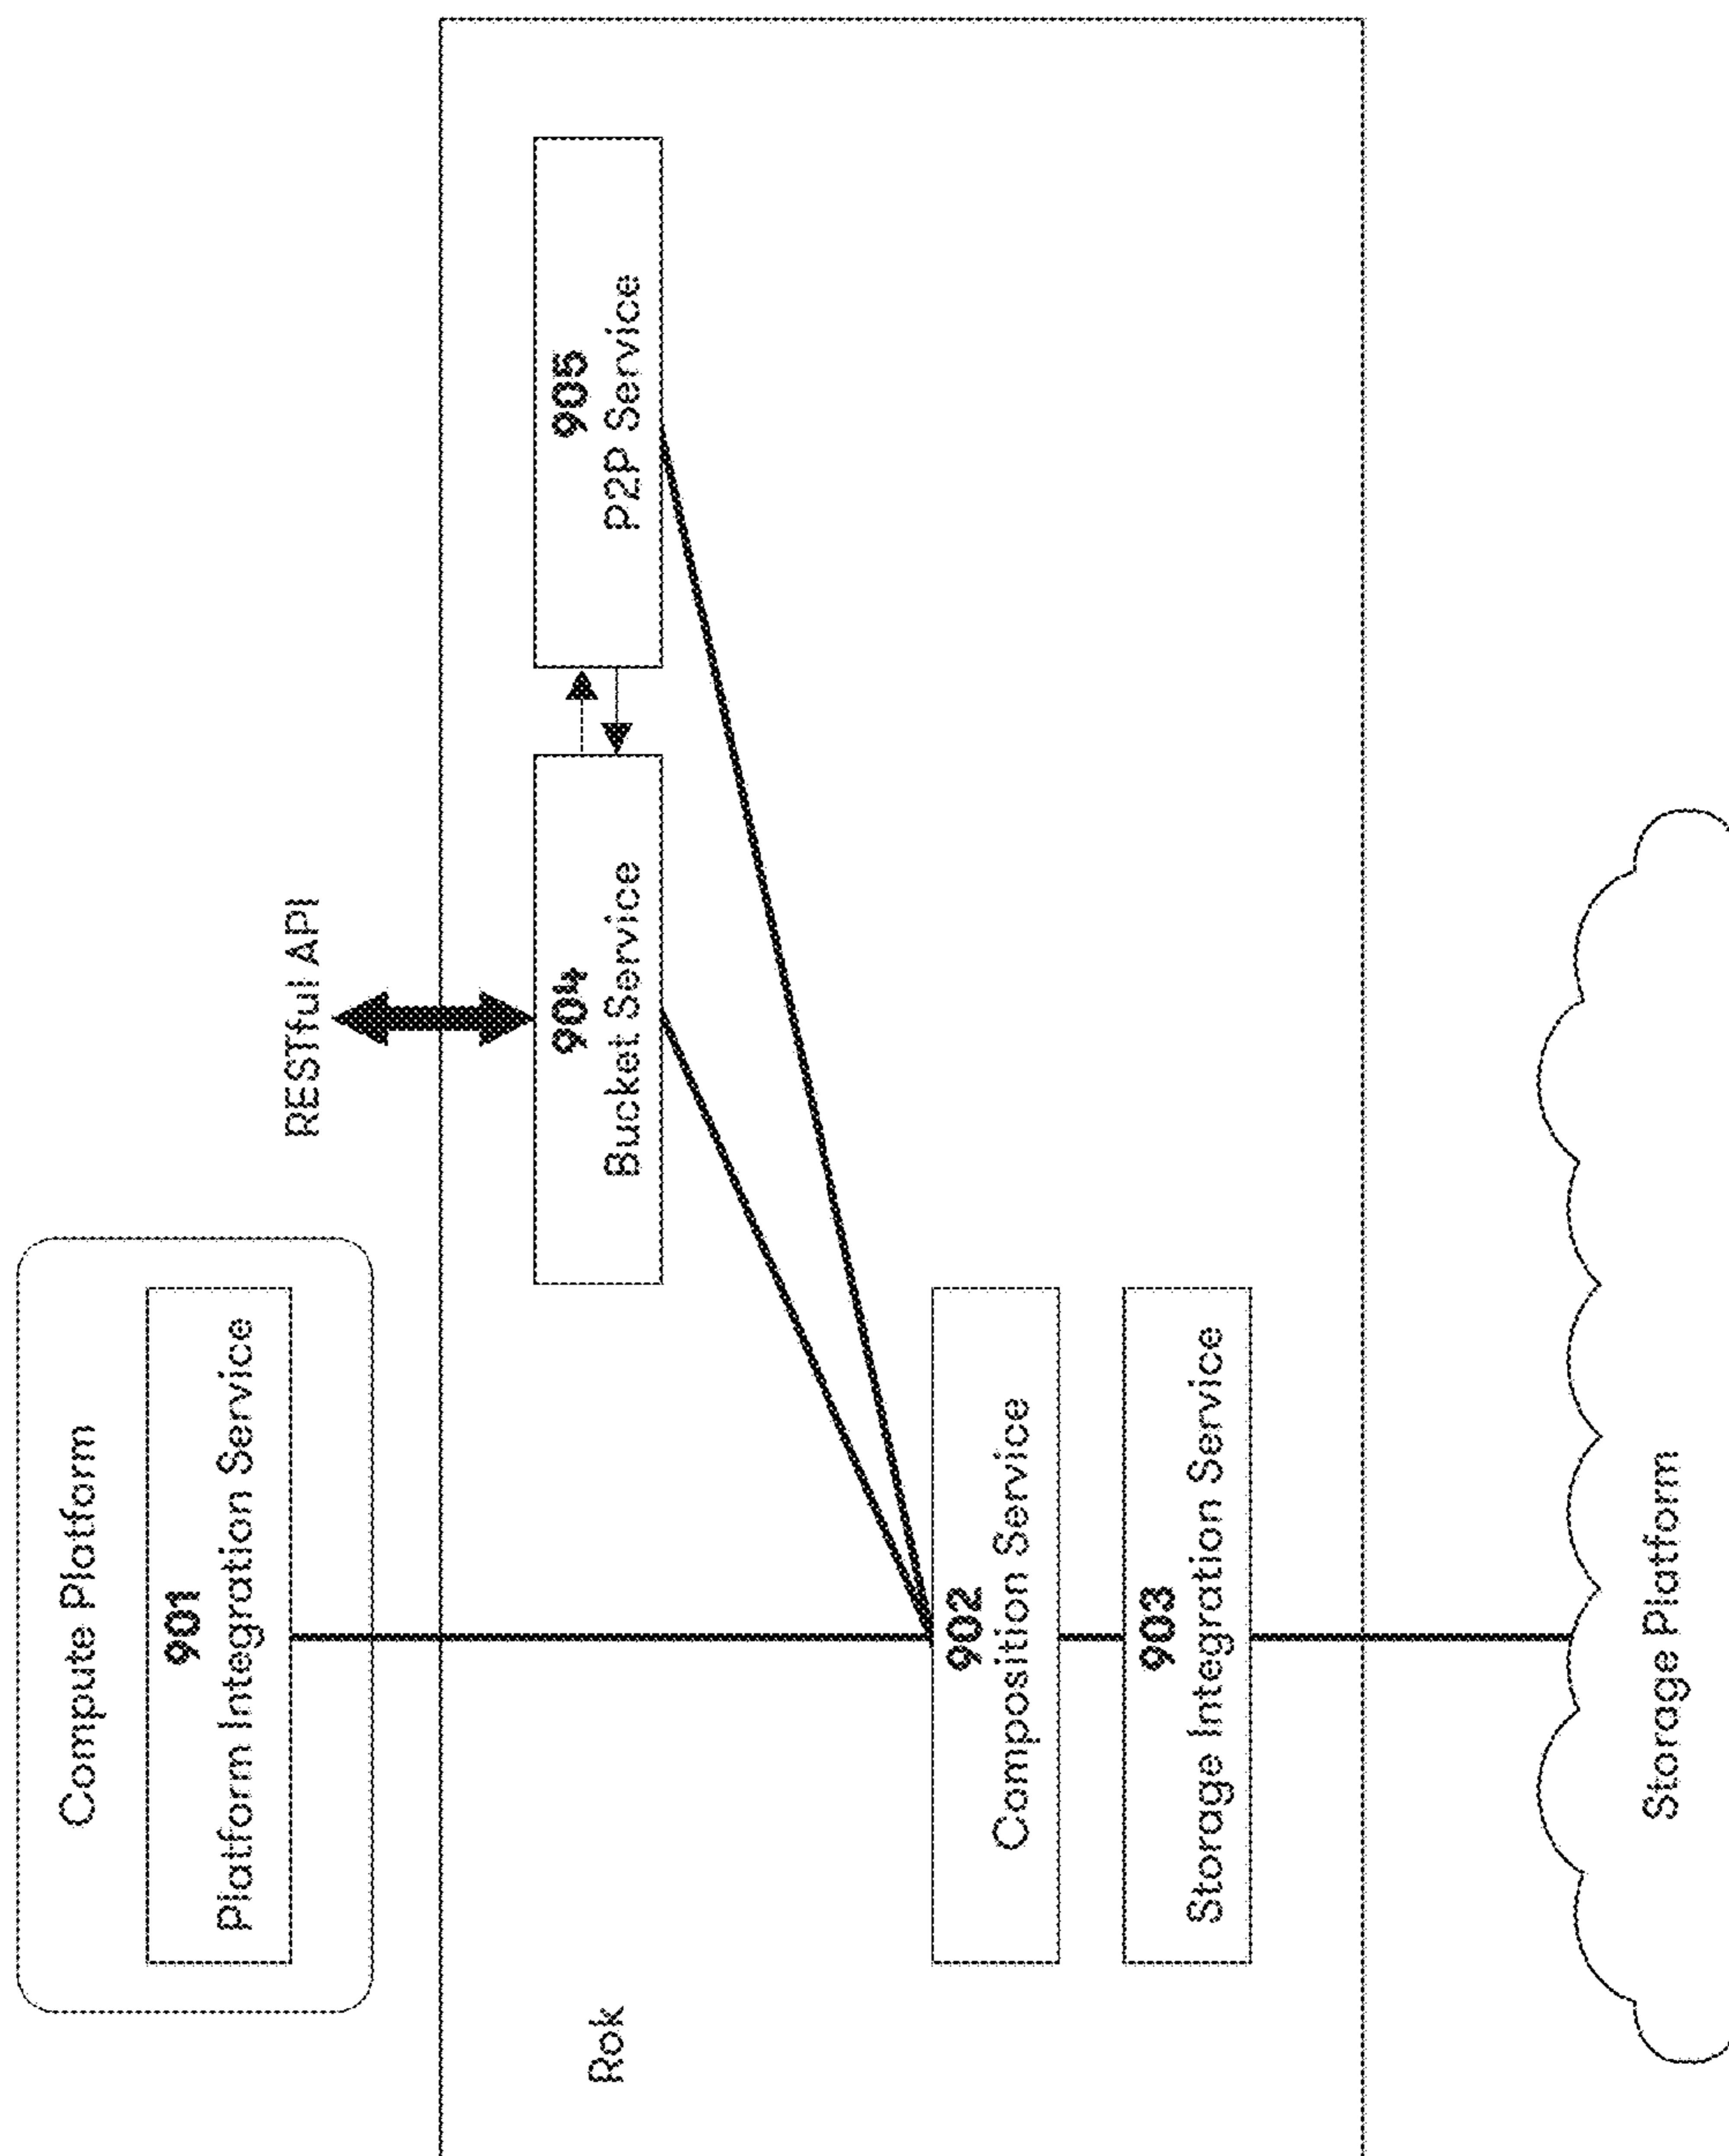 Compute Platform
901
Platform Integration Service
RESTful API
Rok
904
Bucket Service
905
P2P Service
902
Composition Service
903
Storage Integration Service
Storage Platform